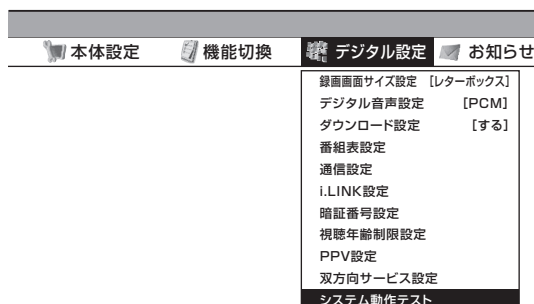 本体設定 機能切換 デジタル設定 お知らせ
録画画面サイズ設定 [レターボックス]
デジタル音声設定 [PCM]
ダウンロード設定 [する]
番組表設定
通信設定
i.LINK設定
暗証番号設定
視聴年齢制限設定
PPV設定
双方向サービス設定
システム動作テスト